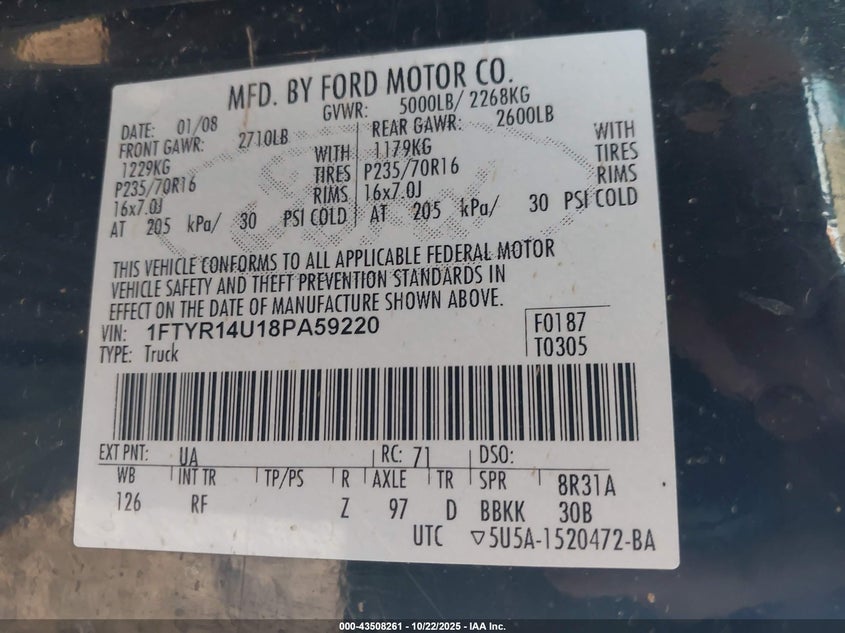 MFD. BY FORD MOTOR CO.
DATE: 01/08 GVWR: 5000LB/ 2268KG
FRONT GAWR: 2710LB REAR GAWR: 2600LB
1229KG WITH 1179KG WITH
P235/70R16 TIRES P235/70R16 TIRES
16x7.0J RIMS 16x7.0J RIMS
AT 205 kPa/ 30 PSI COLD AT 205 kPa/ 30 PSI COLD
THIS VEHICLE CONFORMS TO ALL APPLICABLE FEDERAL MOTOR
VEHICLE SAFETY AND THEFT PREVENTION STANDARDS IN
EFFECT ON THE DATE OF MANUFACTURE SHOWN ABOVE.
VIN: 1FTYR14U18PA59220 F0187
TYPE: Truck T0305
EXT PNT: UA RC: 71 DSO:
WB INT TR TP/PS R AXLE TR SPR 8R31A
126 RF Z 97 D BBKK 30B
UTC ▽5U5A-1520472-BA
000-43508261 - 10/22/2025 - IAA Inc.